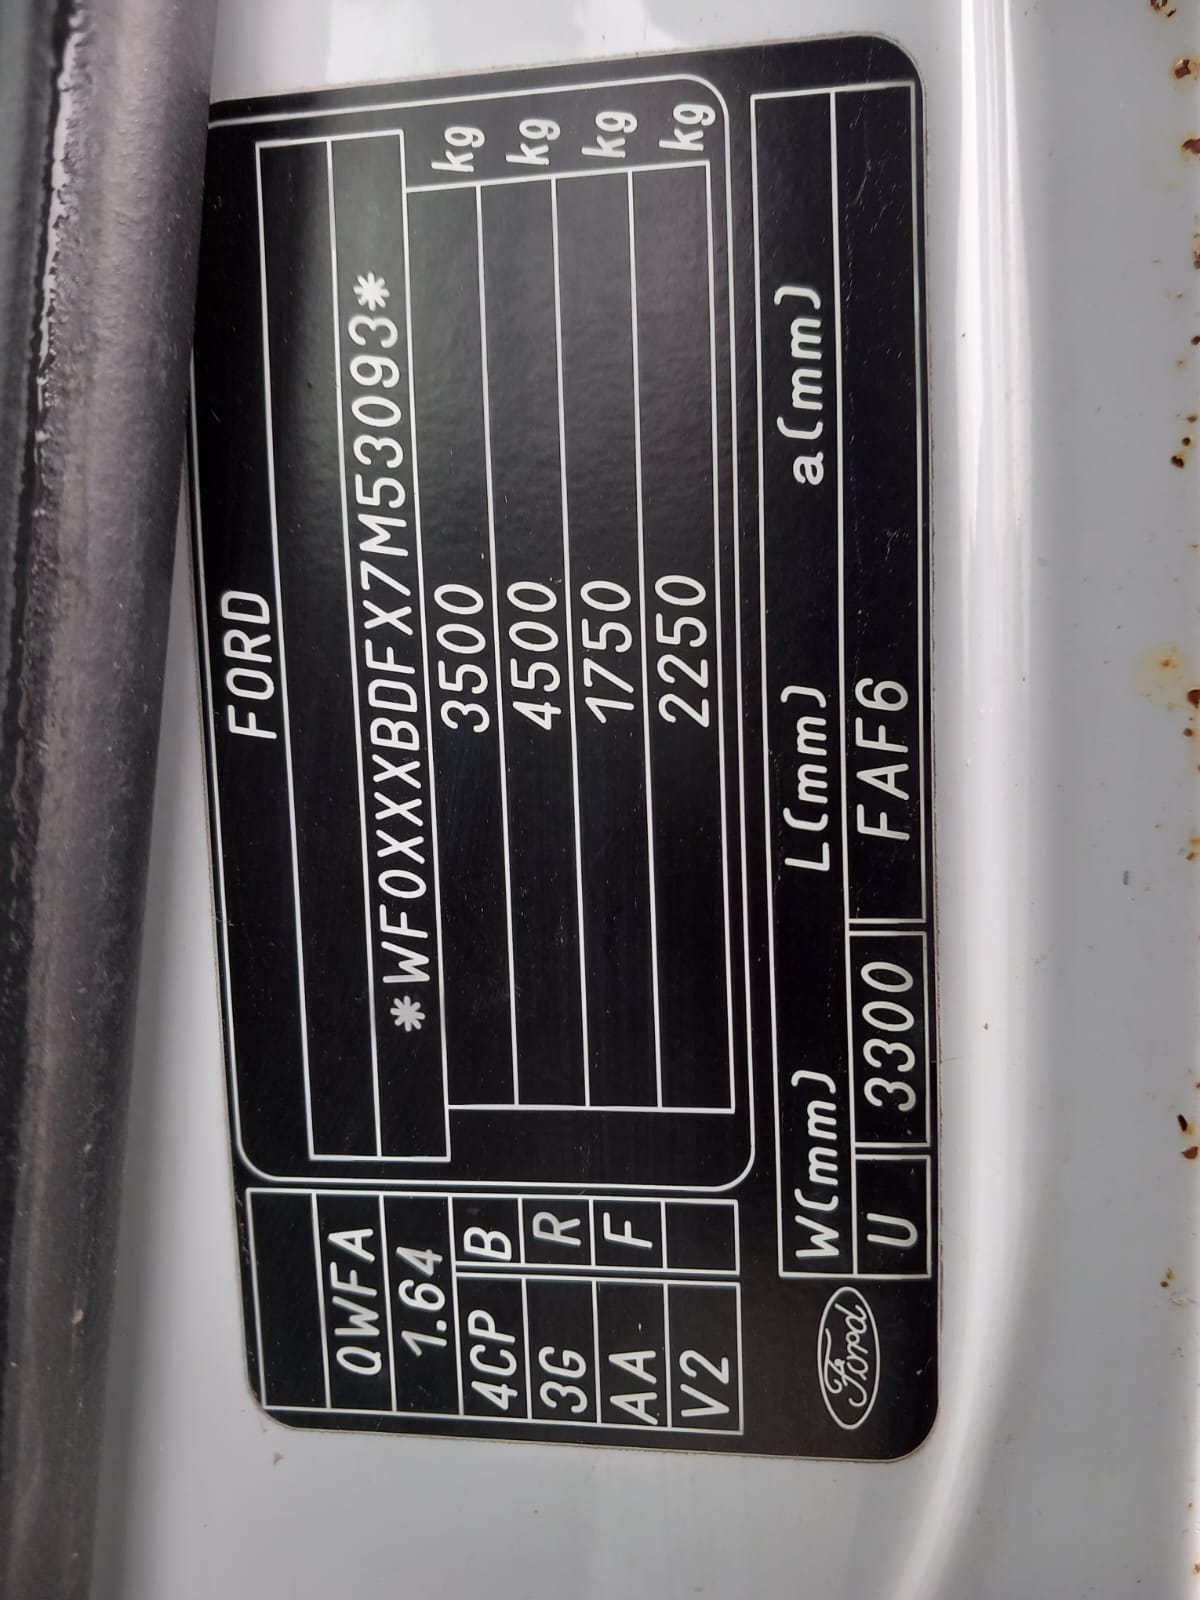 FORD
*WF0XXXBDFX7M53093*
3500 kg
4500 kg
1750 kg
2250 kg
QWFA
1.64
4CP B
3G R
AA F
V2
Ford
W(mm) L(mm) a(mm)
U 3300 FAF6